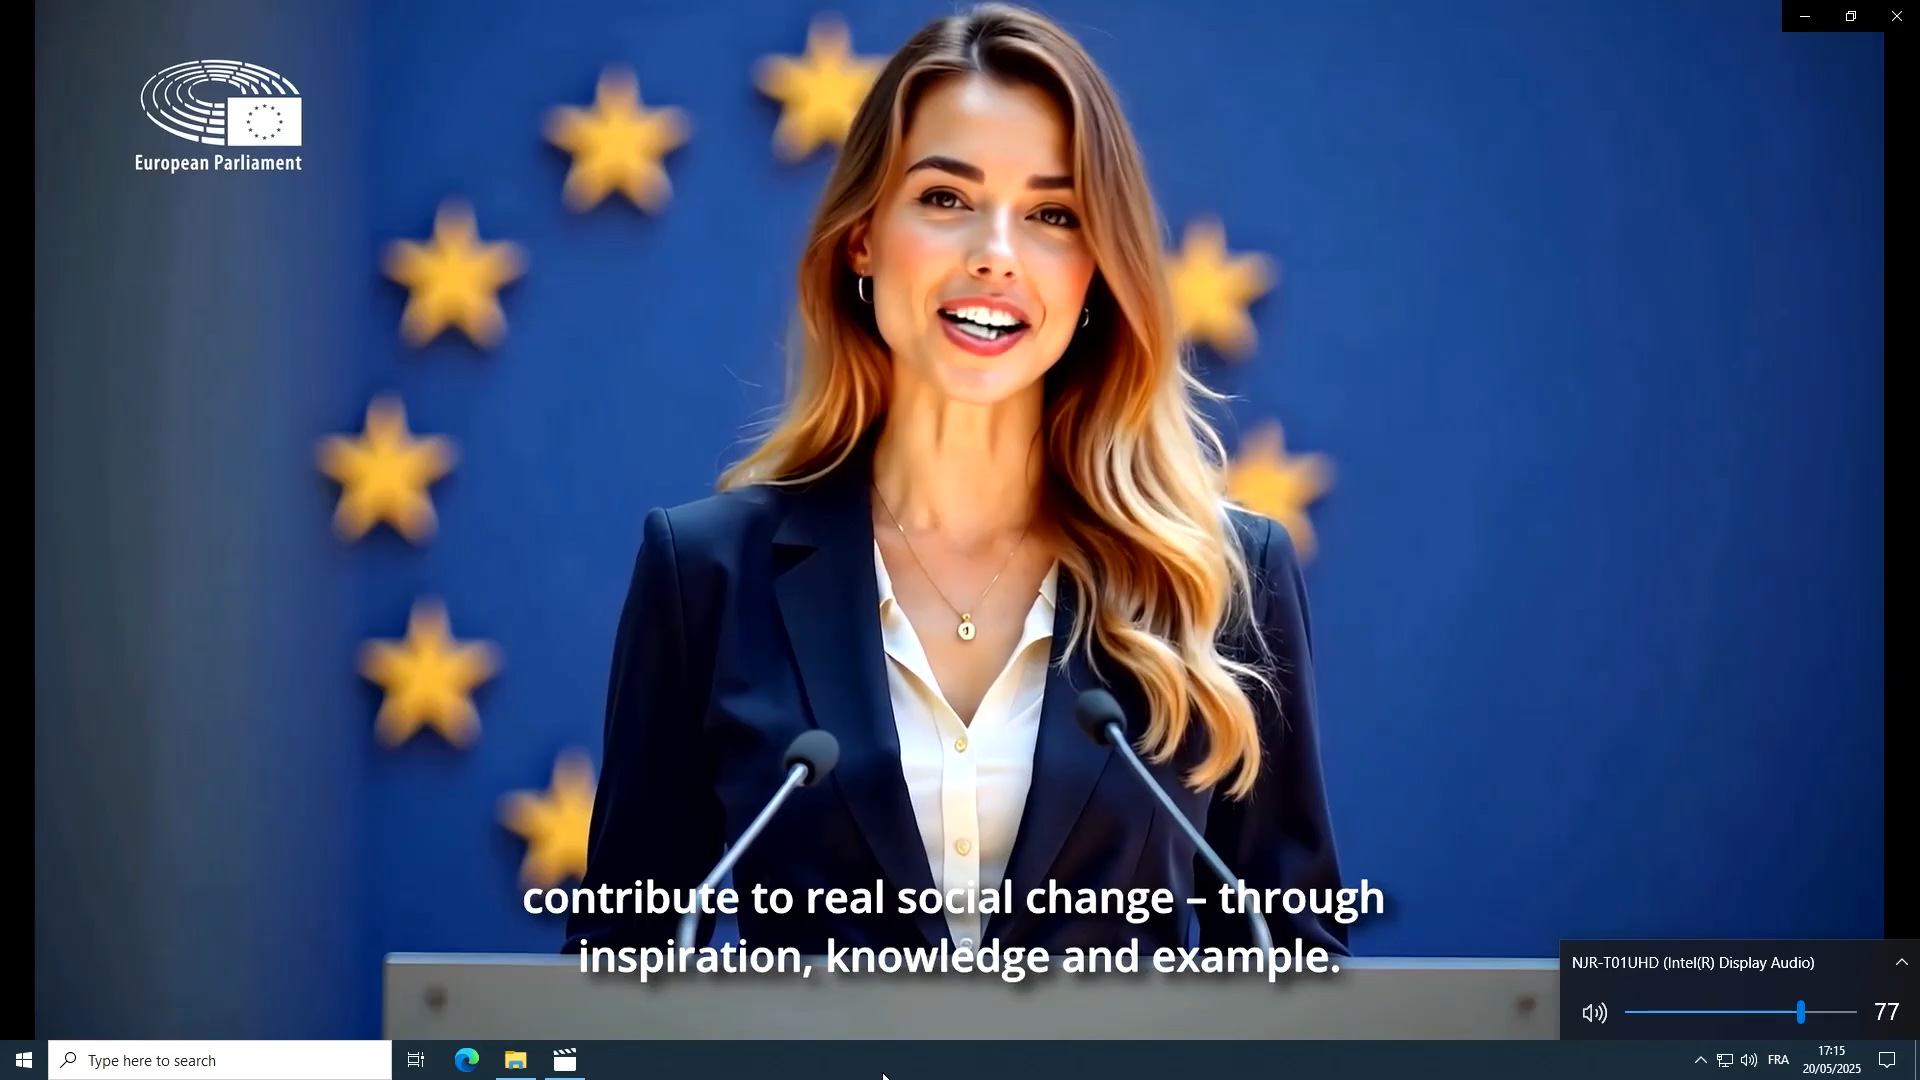 European Parliament
contribute to real social change – through
inspiration, knowledge and example.
NJR-T01UHD (Intel(R) Display Audio)
77
Type here to search
FRA
17:15
20/05/2025